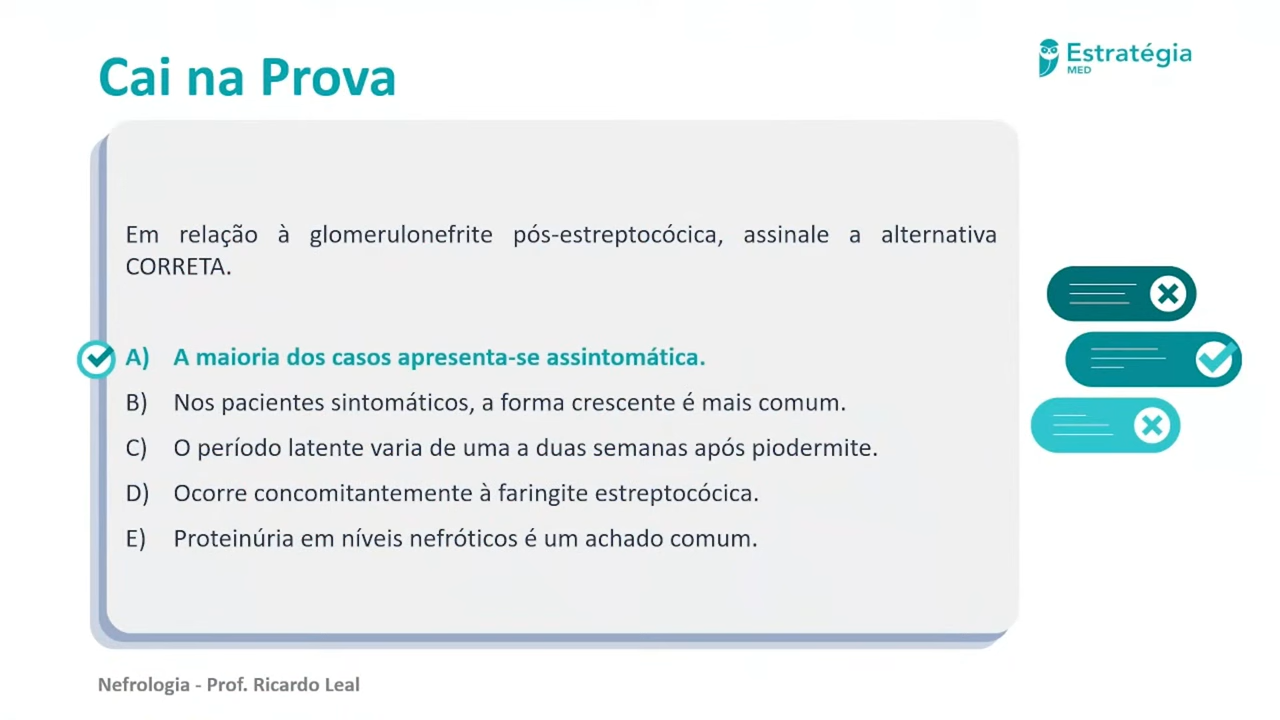 Cai na Prova
Estratégia
MED
Em relação à glomerulonefrite pós-estreptocócica, assinale a alternativa
CORRETA.
A) A maioria dos casos apresenta-se assintomática.
B) Nos pacientes sintomáticos, a forma crescente é mais comum.
C) O período latente varia de uma a duas semanas após piodermite.
D) Ocorre concomitantemente à faringite estreptocócica.
E) Proteinúria em níveis nefróticos é um achado comum.
Nefrologia - Prof. Ricardo Leal